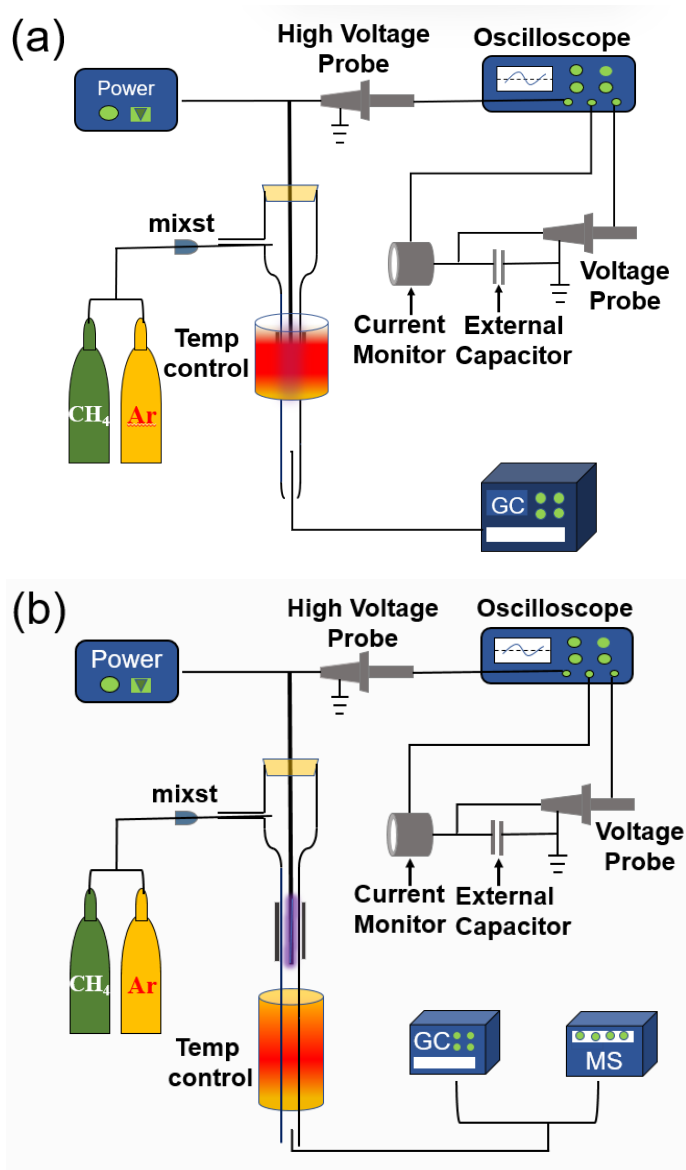 (a)
High Voltage
Probe
Oscilloscope
Power
mixst
Temp
control
CH₄
Ar
Current
Monitor
External
Capacitor
Voltage
Probe
GC
(b)
High Voltage
Probe
Oscilloscope
Power
mixst
CH₄
Ar
Current
Monitor
External
Capacitor
Voltage
Probe
Temp
control
GC
MS